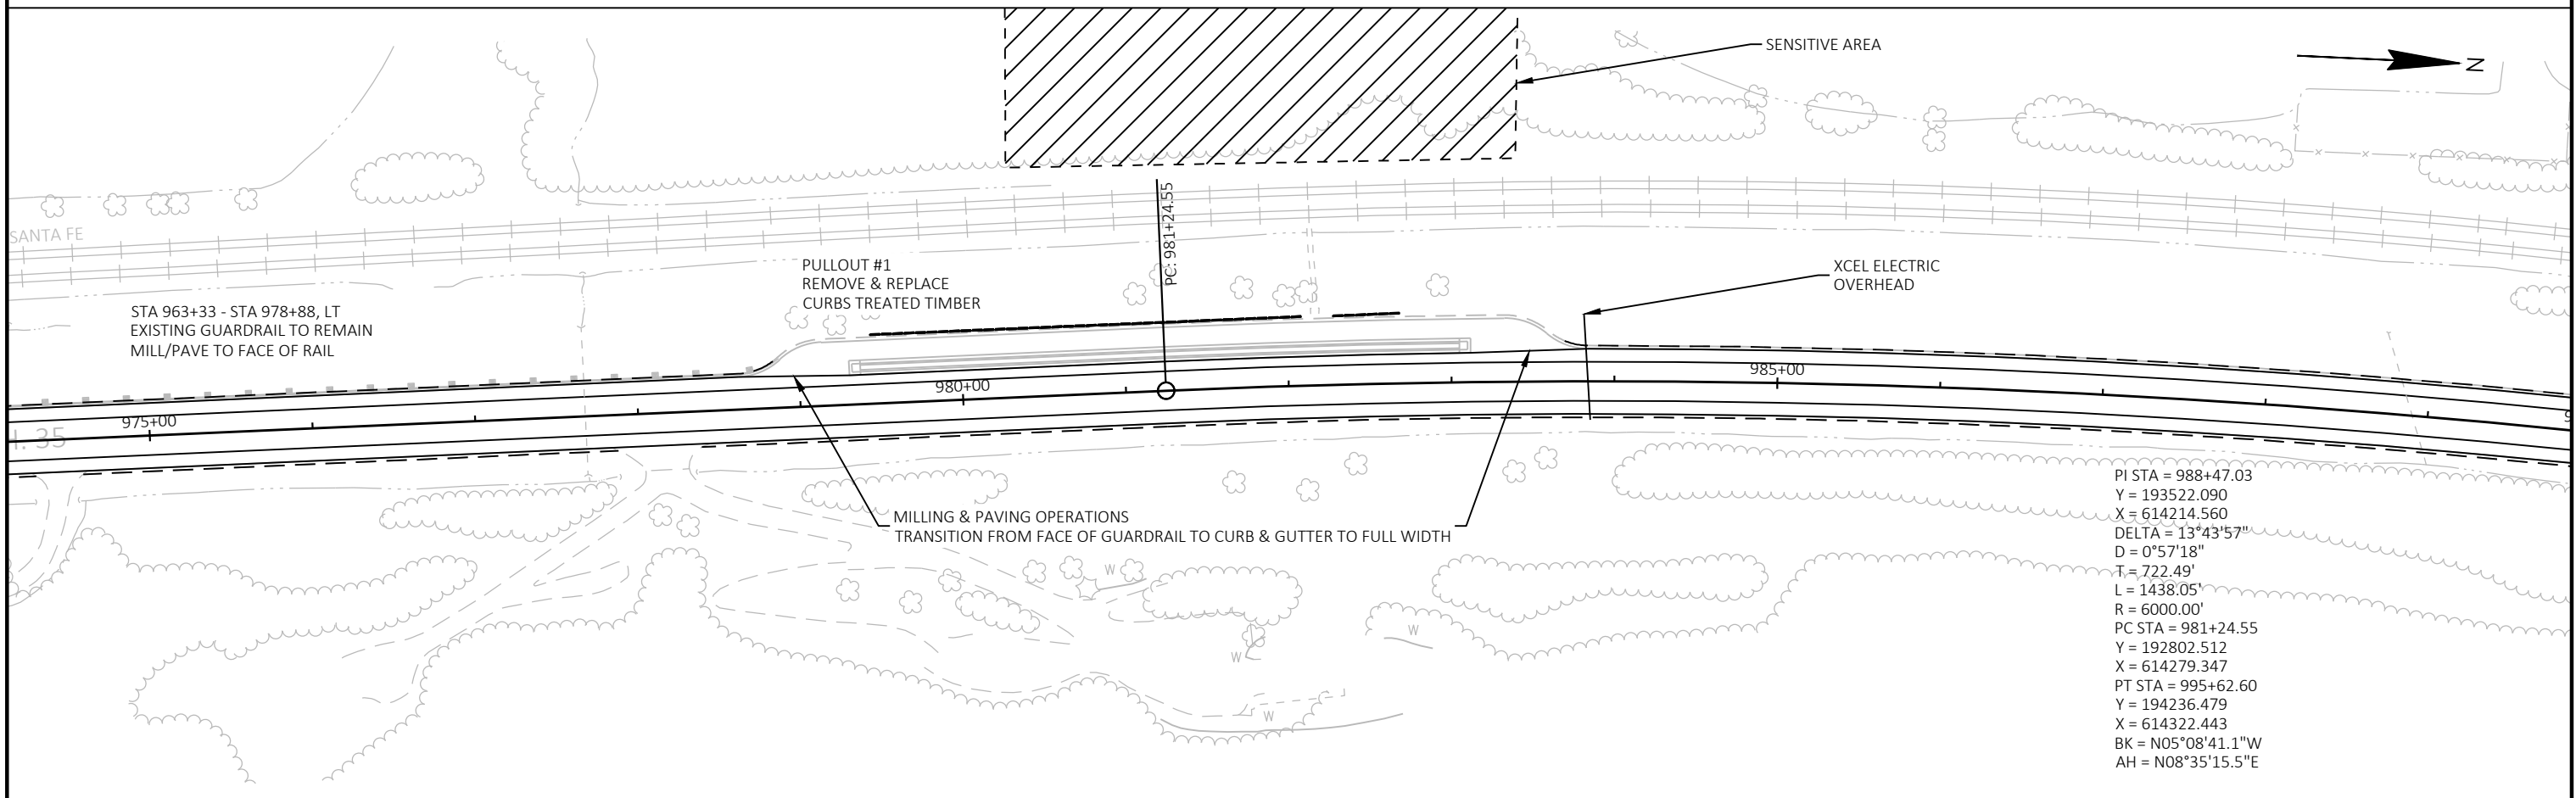 SENSITIVE AREA
N
SANTA FE
PC: 981+24.55
PULLOUT #1
REMOVE & REPLACE
CURBS TREATED TIMBER
XCEL ELECTRIC
OVERHEAD
STA 963+33 - STA 978+88, LT
EXISTING GUARDRAIL TO REMAIN
MILL/PAVE TO FACE OF RAIL
975+00
980+00
985+00
H. 35
MILLING & PAVING OPERATIONS
TRANSITION FROM FACE OF GUARDRAIL TO CURB & GUTTER TO FULL WIDTH
W
W
W
W
PI STA = 988+47.03
Y = 193522.090
X = 614214.560
DELTA = 13°43'57"
D = 0°57'18"
T = 722.49'
L = 1438.05'
R = 6000.00'
PC STA = 981+24.55
Y = 192802.512
X = 614279.347
PT STA = 995+62.60
Y = 194236.479
X = 614322.443
BK = N05°08'41.1"W
AH = N08°35'15.5"E